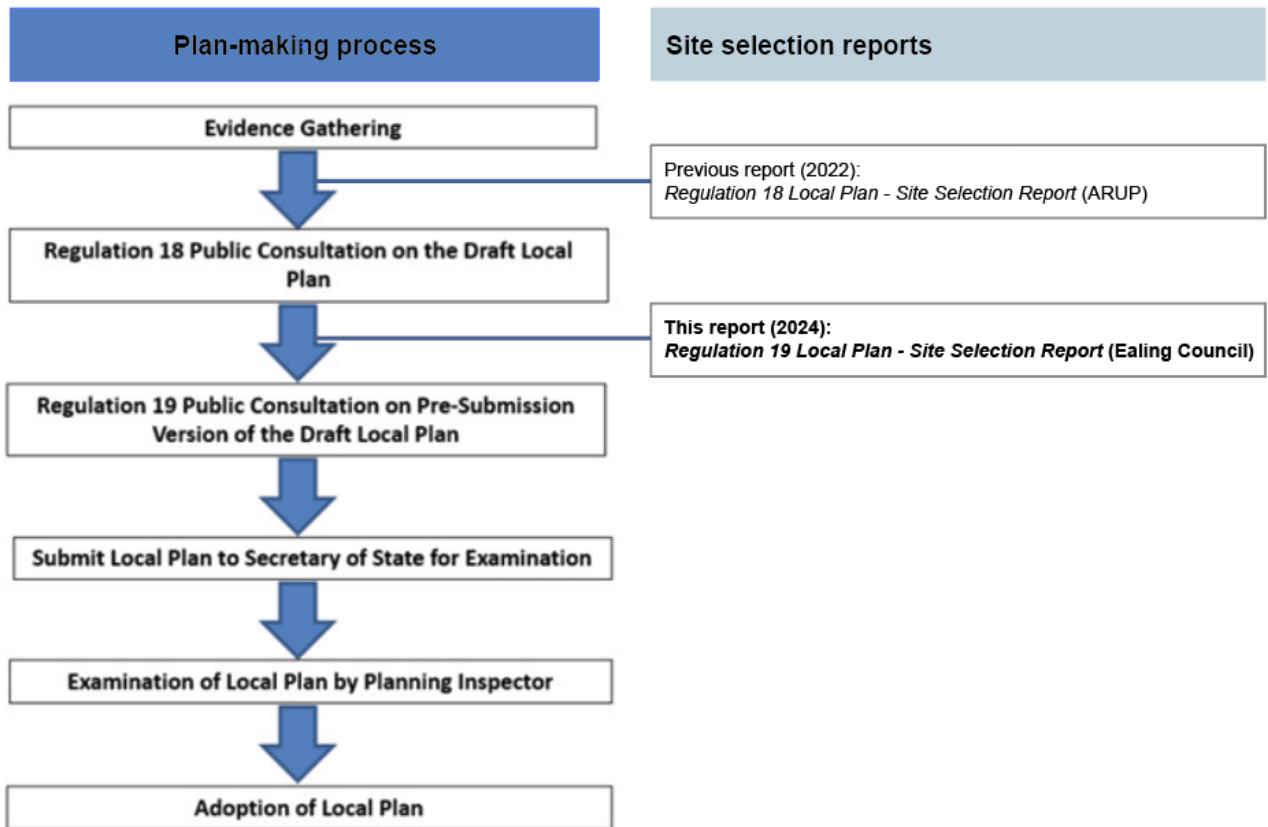 Plan-making process
Site selection reports
Evidence Gathering
Previous report (2022):
Regulation 18 Local Plan - Site Selection Report (ARUP)
Regulation 18 Public Consultation on the Draft Local
Plan
This report (2024):
Regulation 19 Local Plan - Site Selection Report (Ealing Council)
Regulation 19 Public Consultation on Pre-Submission
Version of the Draft Local Plan
Submit Local Plan to Secretary of State for Examination
Examination of Local Plan by Planning Inspector
Adoption of Local Plan